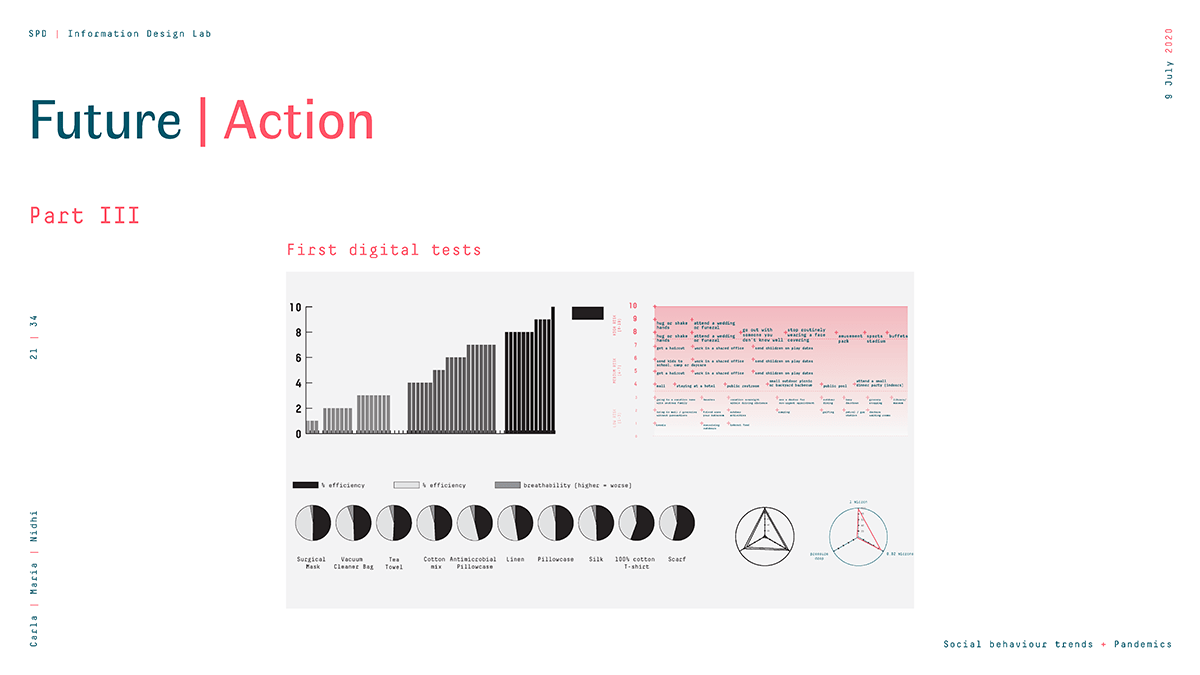 SPD | Information Design Lab
9 July 2020
Future | Action
Part III
First digital tests
21 | 34
Carla | Maria | Nidhi
10
8
6
4
2
0
10
9
8
7
6
5
4
hug or shake hands
attend a wedding or funeral
go out with someone you don't know well
stop routinely wearing a face covering
hug or shake hands
attend a wedding or funeral
amusement park
sports stadium
buffets
get a haircut
work in a shared office
send children on play dates
send kids to school, camp or daycare
work in a shared office
send children on play dates
get a haircut
work in a shared office
send children on play dates
mall
staying at a hotel
public restroom
small outdoor picnic or backyard barbecue
public pool
attend a small dinner party (indoors)
% efficiency
% efficiency
breathability (higher = worse)
Surgical Mask
Vacuum Cleaner Bag
Tea Towel
Cotton mix
Antimicrobial Pillowcase
Linen
Pillowcase
Silk
100% cotton T-shirt
Scarf
1 micron
0.02 microns
Social behaviour trends + Pandemics